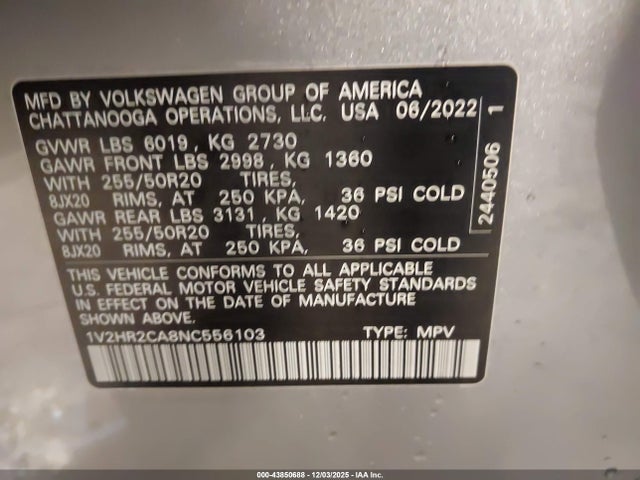 MFD BY VOLKSWAGEN GROUP OF AMERICA
CHATTANOOGA OPERATIONS, LLC. USA 06/2022
GVWR LBS 6019, KG 2730
GAWR FRONT LBS 2998, KG 1360
WITH 255/50R20 TIRES,
8JX20 RIMS, AT 250 KPA, 36 PSI COLD
GAWR REAR LBS 3131, KG 1420
WITH 255/50R20 TIRES,
8JX20 RIMS, AT 250 KPA, 36 PSI COLD
THIS VEHICLE CONFORMS TO ALL APPLICABLE
U.S. FEDERAL MOTOR VEHICLE SAFETY STANDARDS
IN EFFECT ON THE DATE OF MANUFACTURE
SHOWN ABOVE.
1V2HR2CA8NC556103 TYPE: MPV
2440506 1
000-43850688 - 12/03/2025 - IAA Inc.